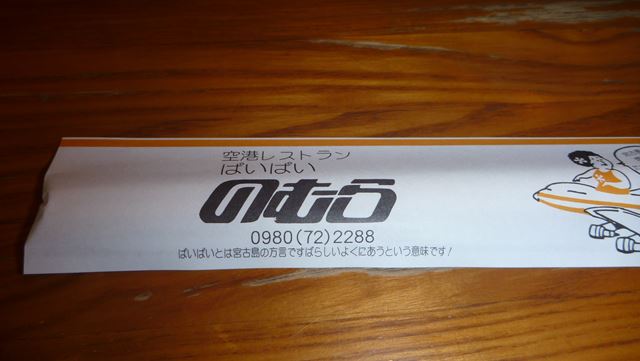 空港レストラン
ぱいぱい
のむら
0980(72)2288
ぱいぱいとは宮古島の方言ですばらしいよくにあうという意味です!